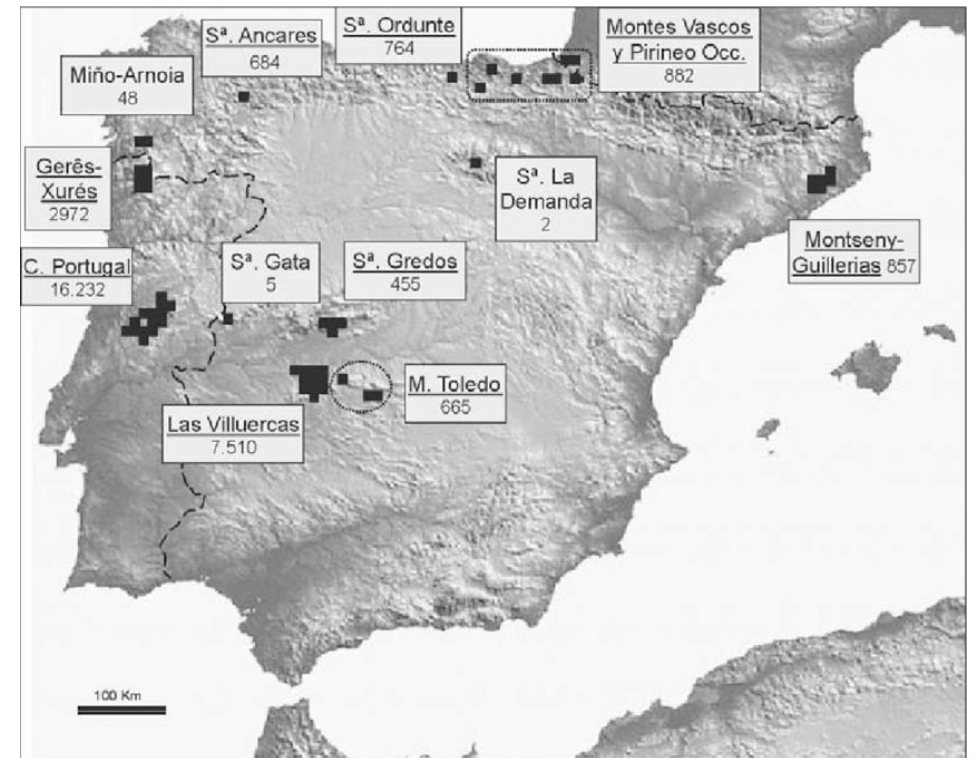 Sª. Ancares
684
Sª. Ordunte
764
Montes Vascos
y Pirineo Occ.
882
Miño-Arnoia
48
Gerês-
Xurés
2972
Sª. La
Demanda
2
Montseny-
Guillerias 857
C. Portugal
16.232
Sª. Gata
5
Sª. Gredos
455
M. Toledo
665
Las Villuercas
7.510
100 Km